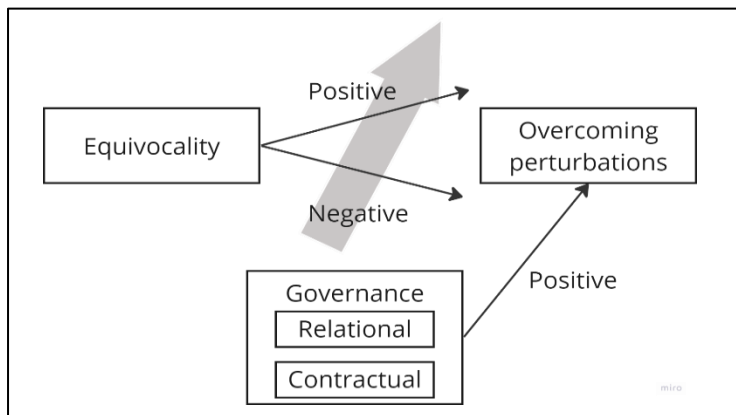 Positive
Equivocality
Overcoming
perturbations
Negative
Governance
Relational
Contractual
Positive
miro